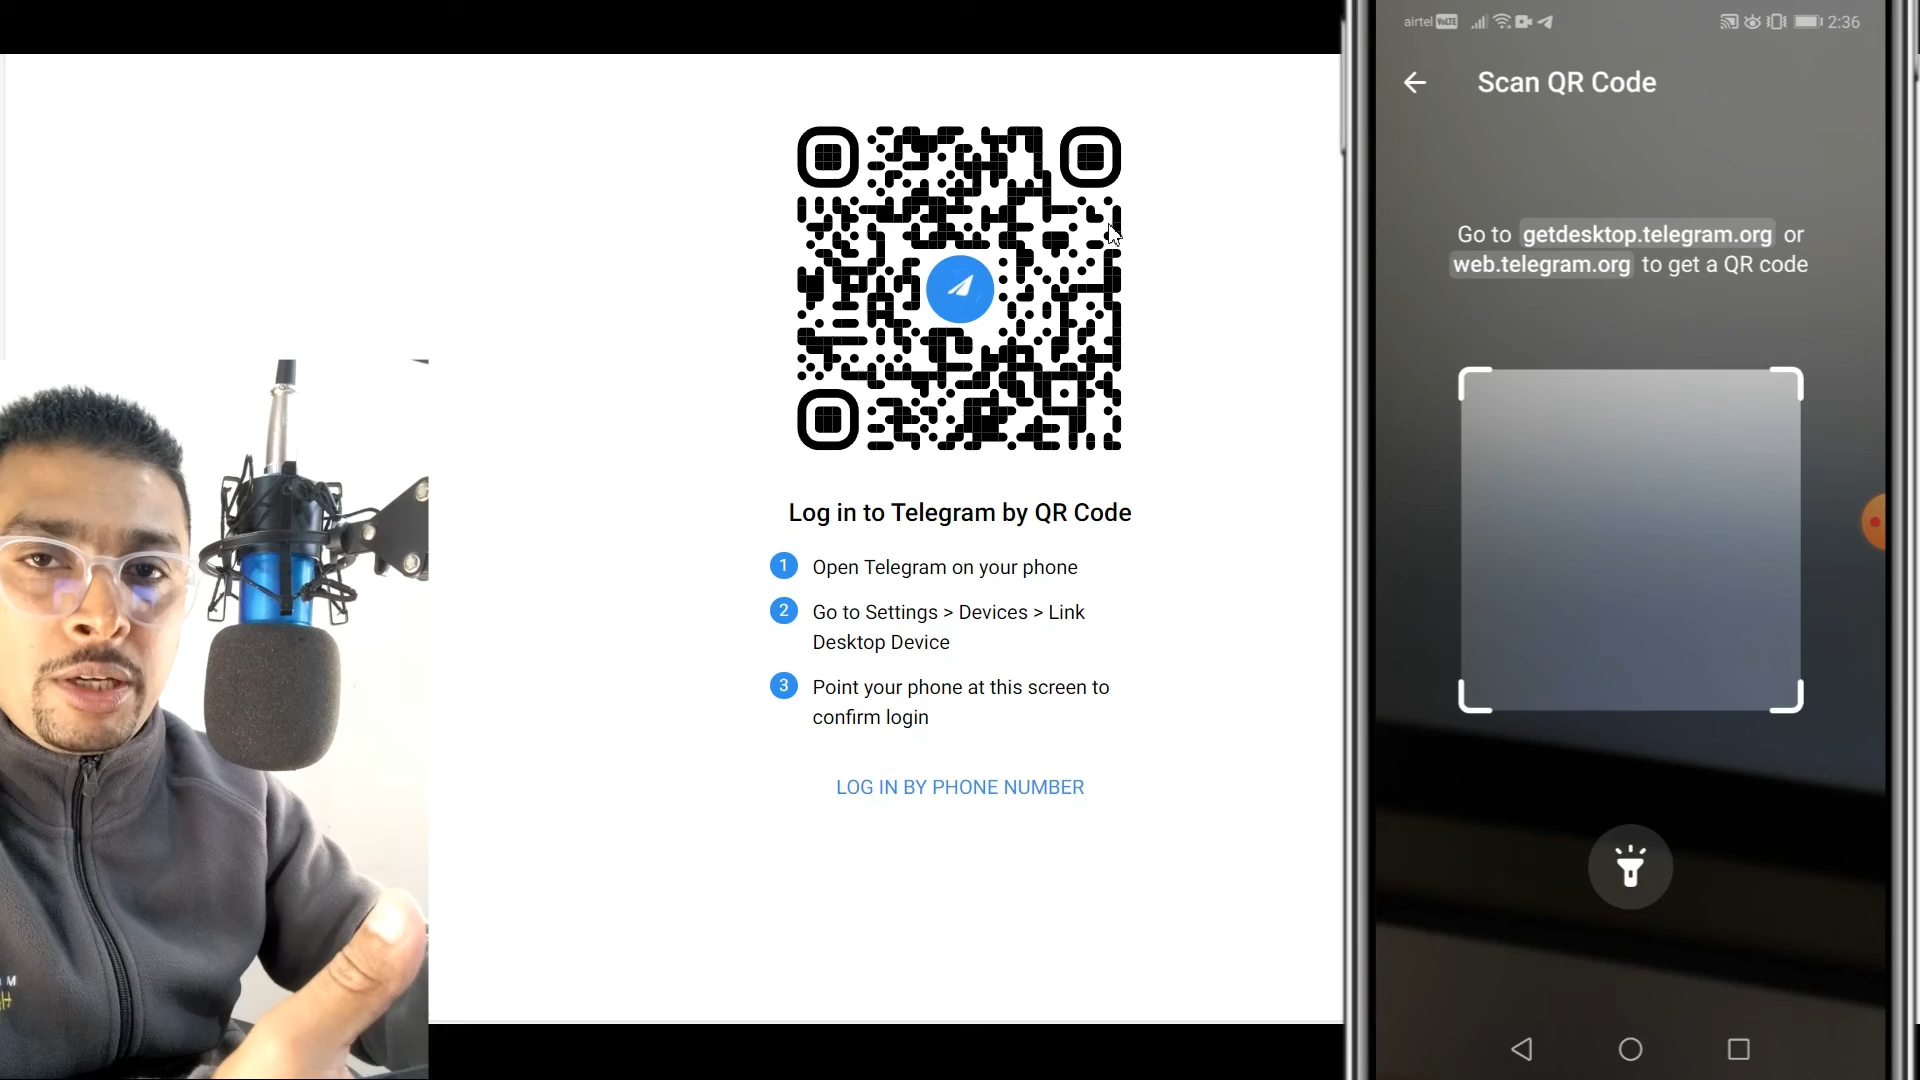 Log in to Telegram by QR Code
1 Open Telegram on your phone
2 Go to Settings > Devices > Link
Desktop Device
3 Point your phone at this screen to
confirm login
LOG IN BY PHONE NUMBER
airtel VoLTE 2:36
Scan QR Code
Go to getdesktop.telegram.org or
web.telegram.org to get a QR code